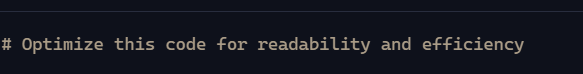 # Optimize this code for readability and efficiency